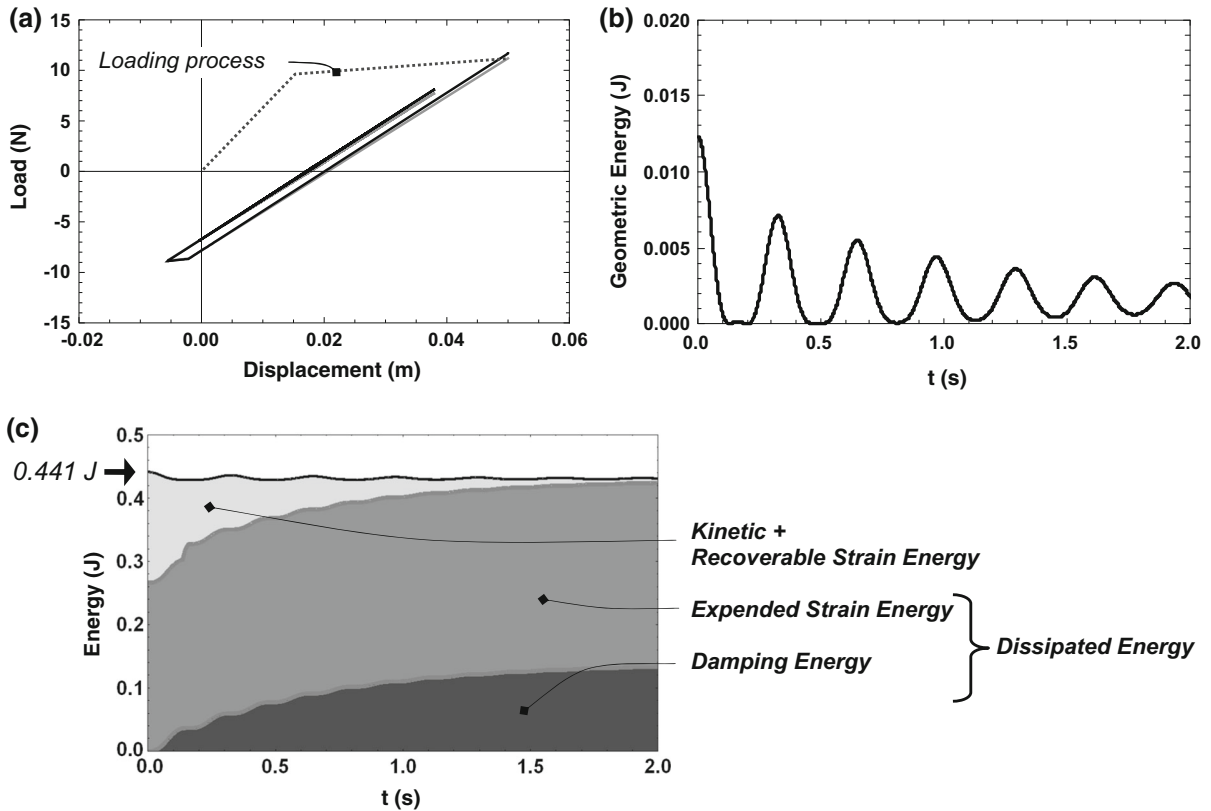 (a)
15
10
5
0
-5
-10
-15
Load (N)
Loading process
-0.02
0.00
0.02
0.04
0.06
Displacement (m)
(b)
0.020
0.015
0.010
0.005
0.000
Geometric Energy (J)
0.0
0.5
1.0
1.5
2.0
t (s)
(c)
0.441 J
0.5
0.4
0.3
0.2
0.1
0.0
Energy (J)
0.0
0.5
1.0
1.5
2.0
t (s)
Kinetic +
Recoverable Strain Energy
Expended Strain Energy
Damping Energy
Dissipated Energy